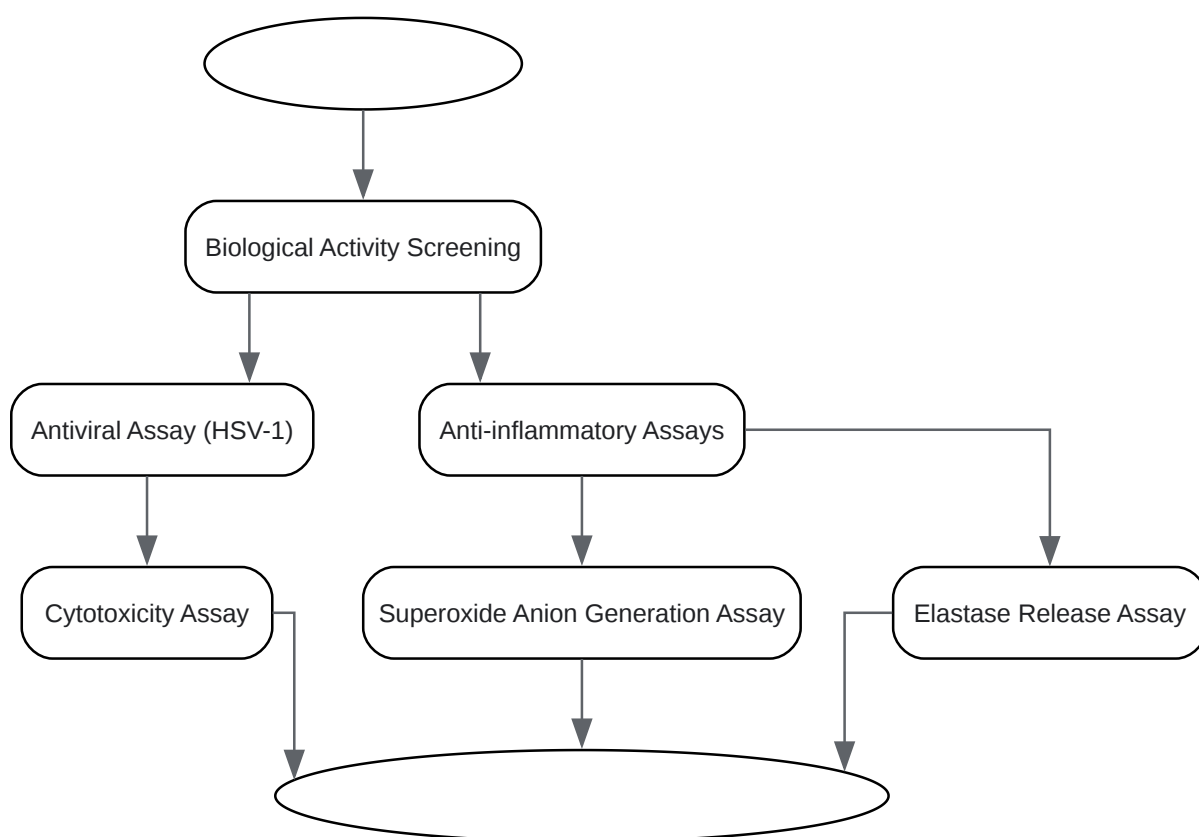 Biological Activity Screening
Antiviral Assay (HSV-1)
Anti-inflammatory Assays
Cytotoxicity Assay
Superoxide Anion Generation Assay
Elastase Release Assay